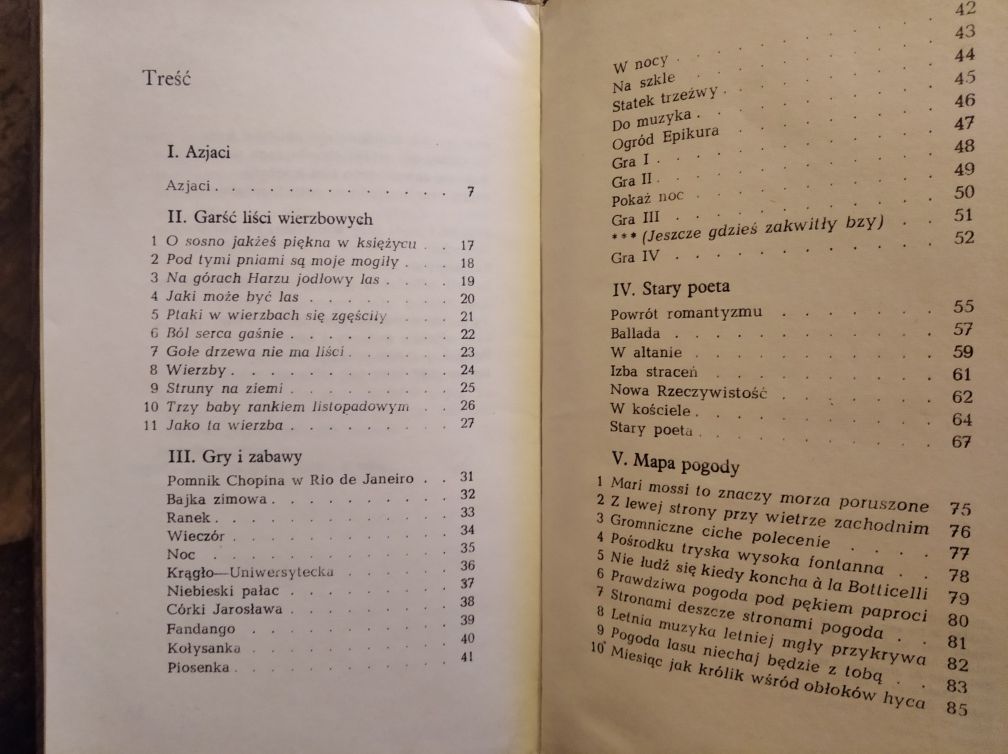 Treść
I. Azjaci
Azjaci . . . . . . . . . . . . . 7
II. Garść liści wierzbowych
1 O sosno jakżeś piękna w księżycu . . 17
2 Pod tymi pniami są moje mogiły . . . 18
3 Na górach Harzu jodłowy las . . . . 19
4 Jaki może być las . . . . . . . . 20
5 Ptaki w wierzbach się zgęściły . . . . 21
6 Ból serca gaśnie . . . . . . . . . 22
7 Gołe drzewa nie ma liści . . . . . . 23
8 Wierzby . . . . . . . . . . . . 24
9 Struny na ziemi . . . . . . . . . 25
10 Trzy baby rankiem listopadowym . . 26
11 Jako ta wierzba . . . . . . . . . 27
III. Gry i zabawy
Pomnik Chopina w Rio de Janeiro . . 31
Bajka zimowa . . . . . . . . . 32
Ranek . . . . . . . . . . . . 33
Wieczór . . . . . . . . . . . 34
Noc . . . . . . . . . . . . 35
Krągło—Uniwersytecka . . . . . . 36
Niebieski pałac . . . . . . . . 37
Córki Jarosława . . . . . . . . 38
Fandango . . . . . . . . . . 39
Kołysanka . . . . . . . . . . 40
Piosenka . . . . . . . . . . . 41
W nocy . . . . . . . . . . 42
Na szkle . . . . . . . . . . 43
Statek trzeźwy . . . . . . . . 44
Do muzyka . . . . . . . . . 45
Ogród Epikura . . . . . . . . 46
Gra I . . . . . . . . . . . 47
Gra II . . . . . . . . . . . 48
Pokaż noc . . . . . . . . . 49
Gra III . . . . . . . . . . 50
*** (Jeszcze gdzieś zakwitły bzy) . . 51
Gra IV . . . . . . . . . . 52
IV. Stary poeta
Powrót romantyzmu . . . . . . 55
Ballada . . . . . . . . . . 57
W altanie . . . . . . . . . 59
Izba straceń . . . . . . . . 61
Nowa Rzeczywistość . . . . . . 62
W kościele . . . . . . . . . 64
Stary poeta . . . . . . . . . 67
V. Mapa pogody
1 Mari mossi to znaczy morza poruszone 75
2 Z lewej strony przy wietrze zachodnim 76
3 Gromniczne ciche polecenie . . . . 77
4 Pośrodku tryska wysoka fontanna . . 78
5 Nie łudź się kiedy koncha à la Botticelli 79
6 Prawdziwa pogoda pod pękiem paproci 80
7 Stronami deszcze stronami pogoda . . 81
8 Letnia muzyka letniej mgły przykrywa 82
9 Pogoda lasu niechaj będzie z tobą . . 83
10 Miesiąc jak królik wśród obłoków hyca 85